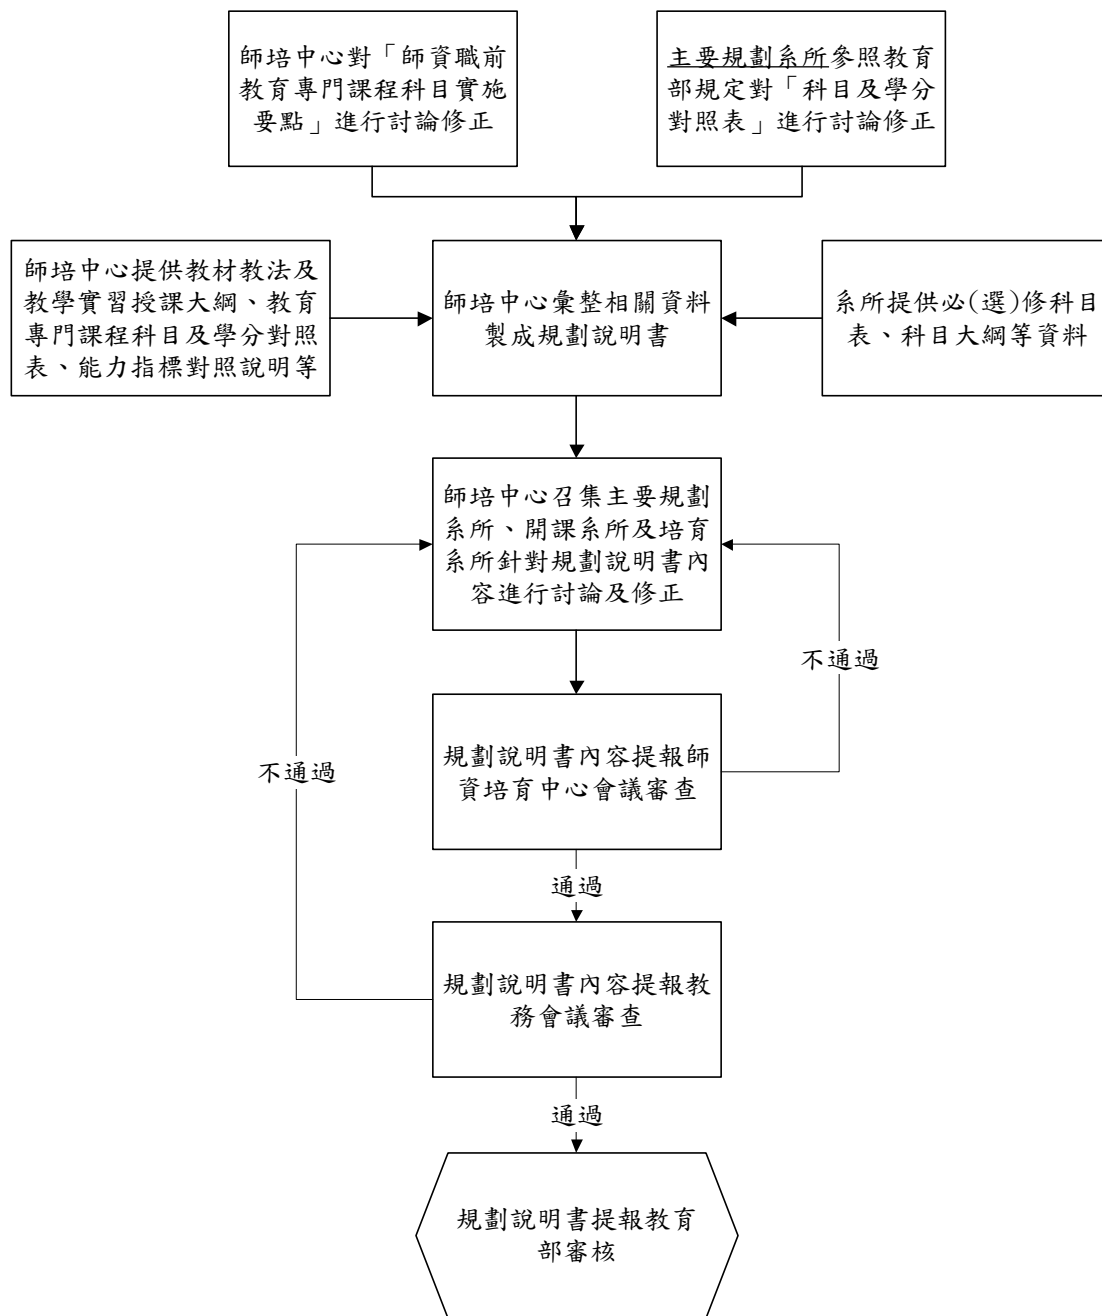 師培中心對「師資職前
教育專門課程科目實施
要點」進行討論修正
主要規劃系所參照教育
部規定對「科目及學分
對照表」進行討論修正
師培中心提供教材教法及
教學實習授課大綱、教育
專門課程科目及學分對照
表、能力指標對照說明等
師培中心彙整相關資料
製成規劃說明書
系所提供必(選)修科目
表、科目大綱等資料
師培中心召集主要規劃
系所、開課系所及培育
系所針對規劃說明書內
容進行討論及修正
不通過
規劃說明書內容提報師
資培育中心會議審查
不通過
通過
規劃說明書內容提報教
務會議審查
通過
規劃說明書提報教育
部審核